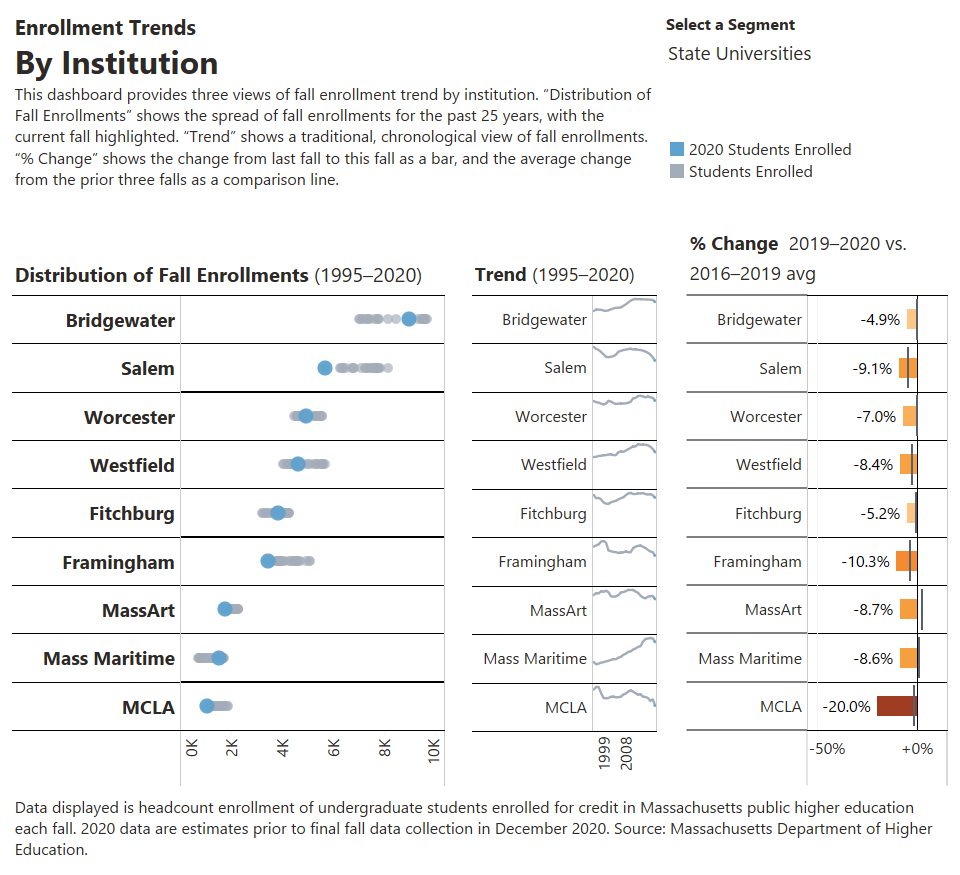 Enrollment Trends
By Institution
This dashboard provides three views of fall enrollment trend by institution. “Distribution of
Fall Enrollments” shows the spread of fall enrollments for the past 25 years, with the
current fall highlighted. “Trend” shows a traditional, chronological view of fall enrollments.
“% Change” shows the change from last fall to this fall as a bar, and the average change
from the prior three falls as a comparison line.
Select a Segment
State Universities
2020 Students Enrolled
Students Enrolled
Distribution of Fall Enrollments (1995–2020)
Bridgewater
Salem
Worcester
Westfield
Fitchburg
Framingham
MassArt
Mass Maritime
MCLA
0K
2K
4K
6K
8K
10K
Trend (1995–2020)
Bridgewater
Salem
Worcester
Westfield
Fitchburg
Framingham
MassArt
Mass Maritime
MCLA
1999
2008
% Change 2019–2020 vs.
2016–2019 avg
Bridgewater -4.9%
Salem -9.1%
Worcester -7.0%
Westfield -8.4%
Fitchburg -5.2%
Framingham -10.3%
MassArt -8.7%
Mass Maritime -8.6%
MCLA -20.0%
-50% +0%
Data displayed is headcount enrollment of undergraduate students enrolled for credit in Massachusetts public higher education
each fall. 2020 data are estimates prior to final fall data collection in December 2020. Source: Massachusetts Department of Higher
Education.